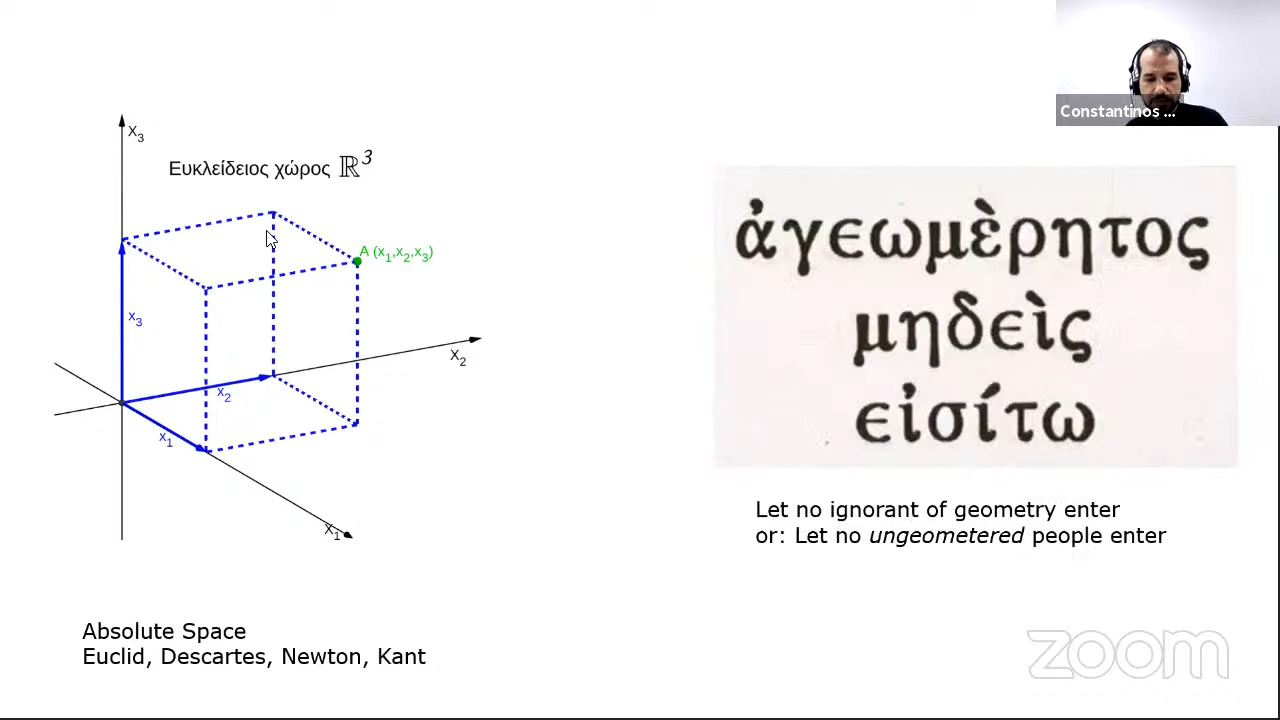 Constantinos ...
X3
Ευκλείδειος χώρος ℝ3
A (x1,x2,x3)
x3
X2
x2
x1
X1
ἀγεωμὲρητος
μηδεὶς
εἰσίτω
Let no ignorant of geometry enter
or: Let no ungeometered people enter
Absolute Space
Euclid, Descartes, Newton, Kant
zoom